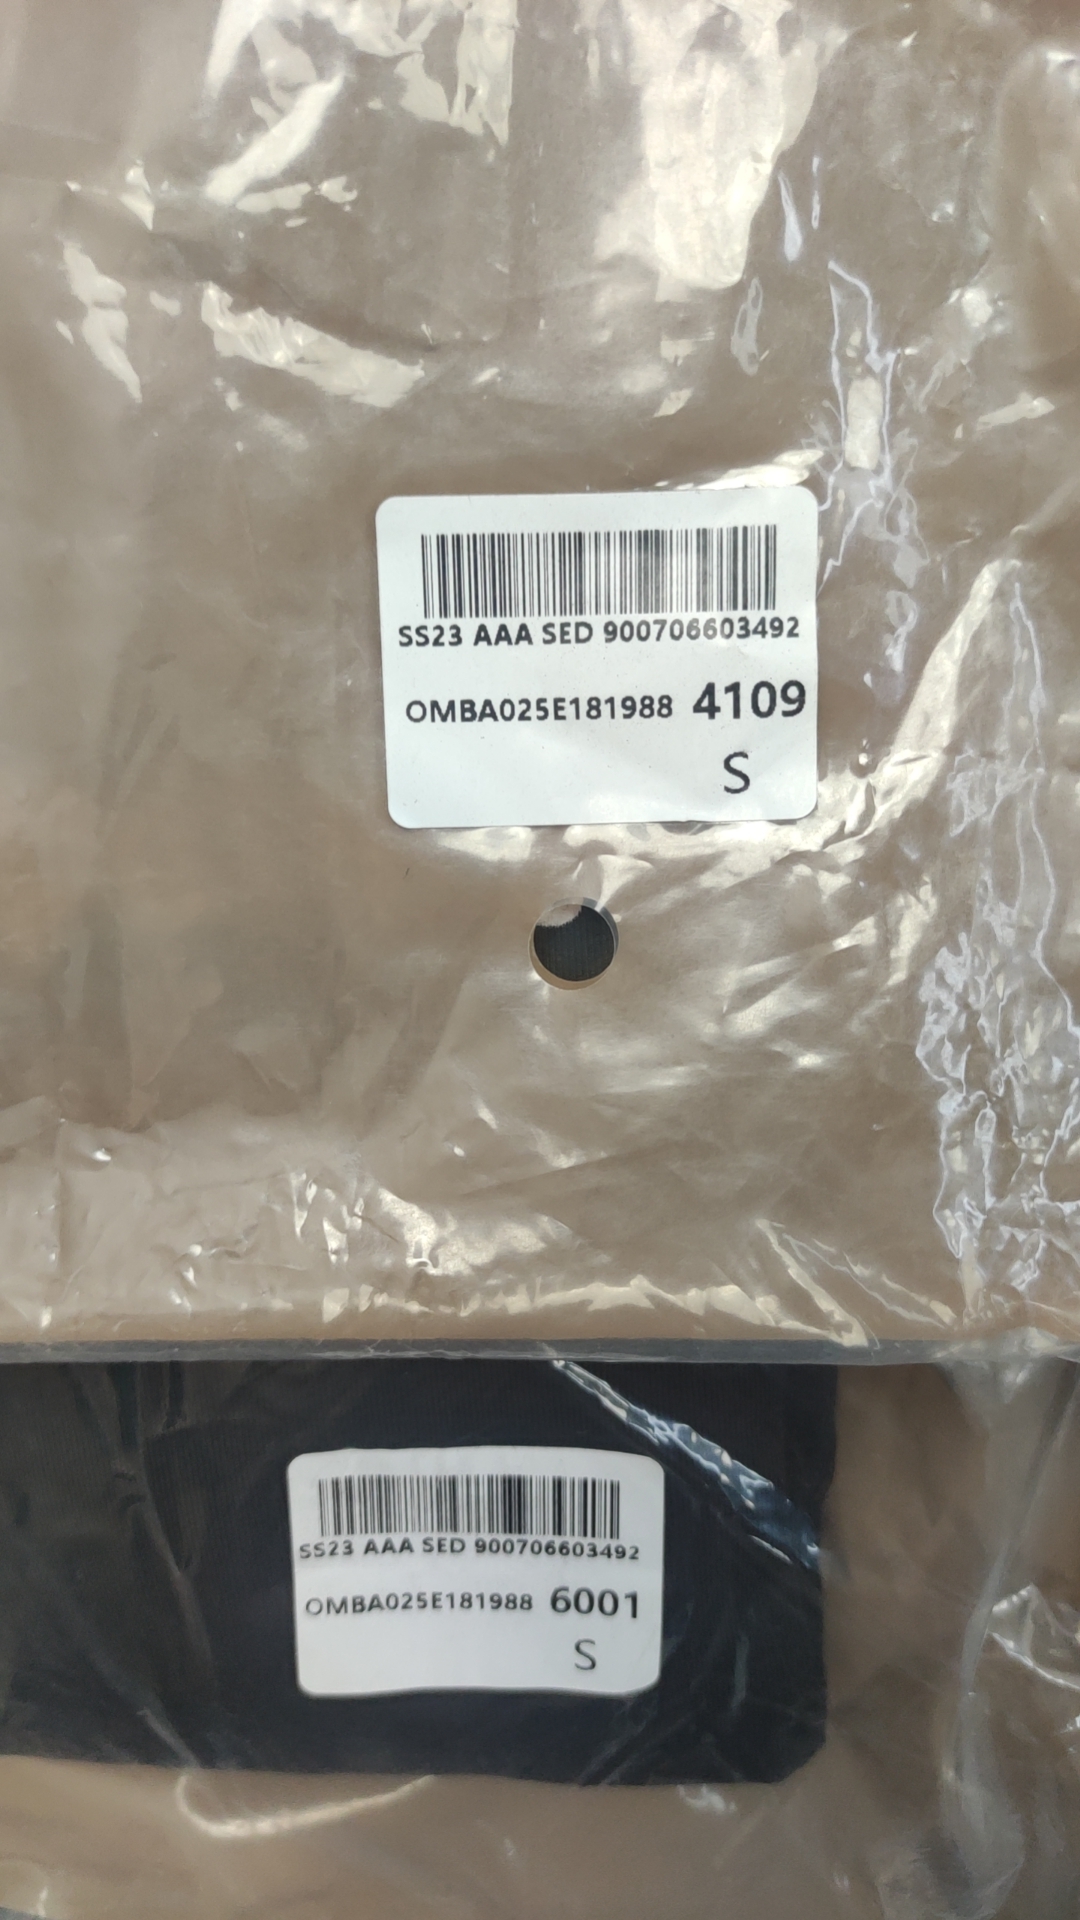 SS23 AAA SED 900706603492
OMBA025E181988 4109
S
SS23 AAA SED 900706603492
OMBA025E181988 6001
S